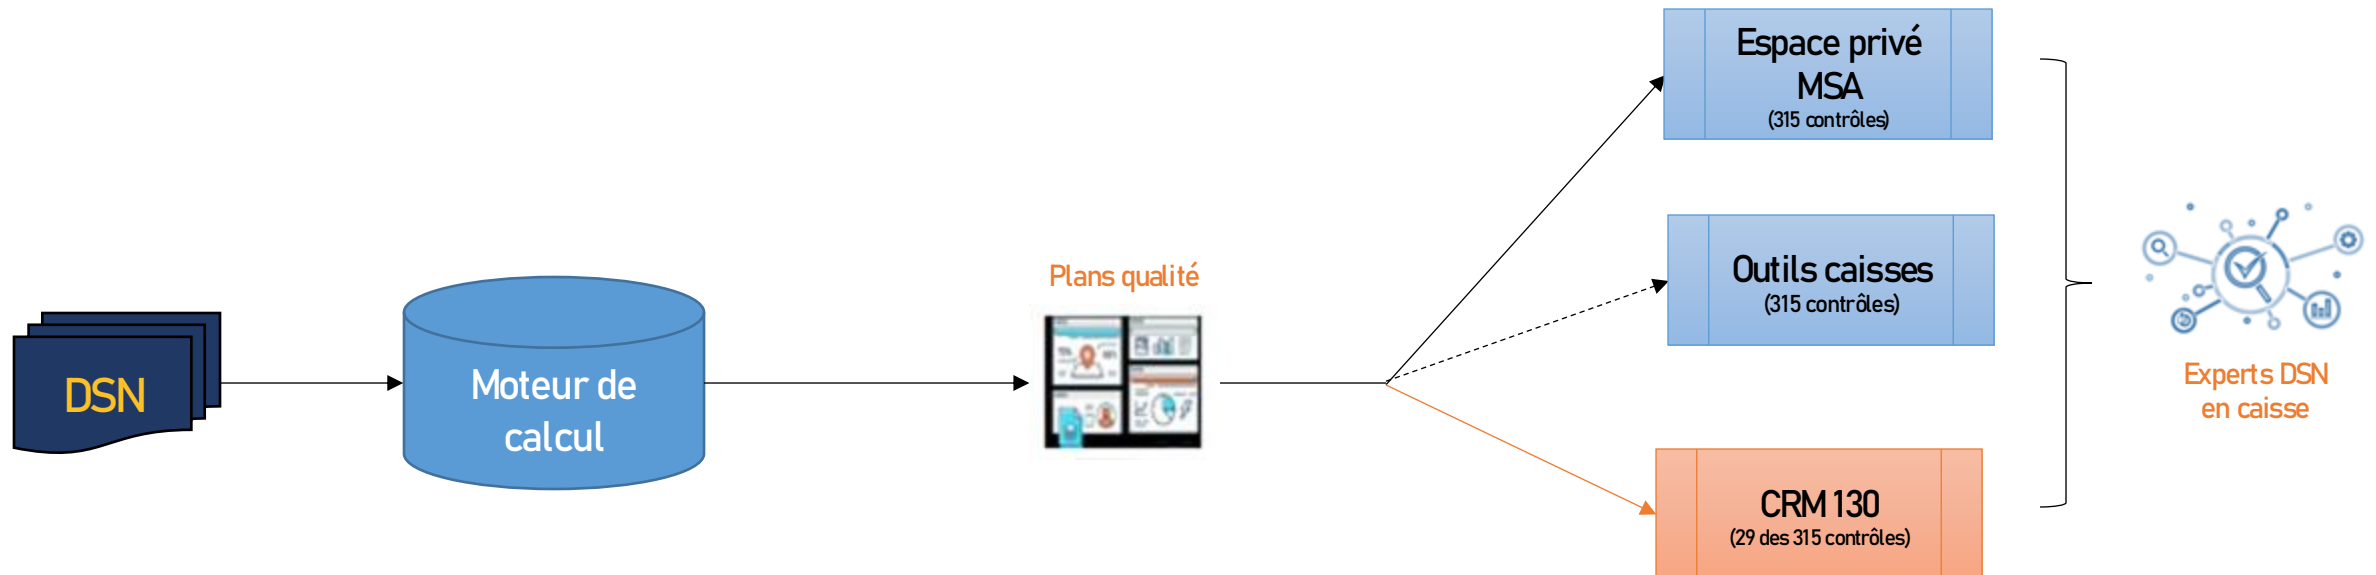 DSN
Moteur de
calcul
Plans qualité
Espace privé
MSA
(315 contrôles)
Outils caisses
(315 contrôles)
CRM 130
(29 des 315 contrôles)
Experts DSN
en caisse